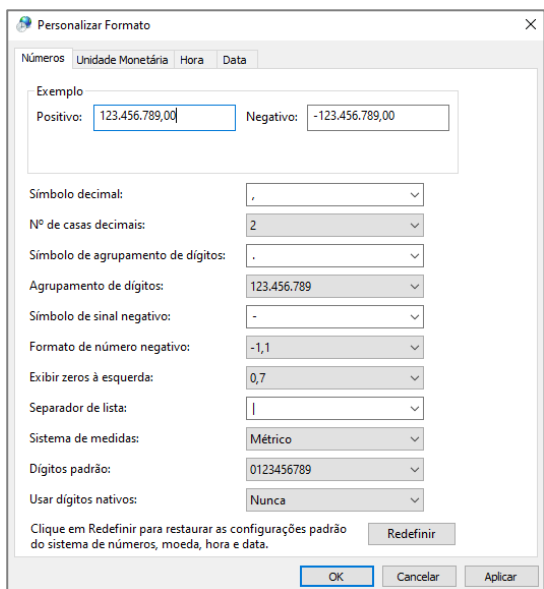 Personalizar Formato
Números Unidade Monetária Hora Data
Exemplo
Positivo: 123.456.789,00 Negativo: -123.456.789,00
Símbolo decimal: ,
Nº de casas decimais: 2
Símbolo de agrupamento de dígitos: .
Agrupamento de dígitos: 123.456.789
Símbolo de sinal negativo: -
Formato de número negativo: -1,1
Exibir zeros à esquerda: 0,7
Separador de lista: |
Sistema de medidas: Métrico
Dígitos padrão: 0123456789
Usar dígitos nativos: Nunca
Clique em Redefinir para restaurar as configurações padrão
do sistema de números, moeda, hora e data.
Redefinir
OK Cancelar Aplicar